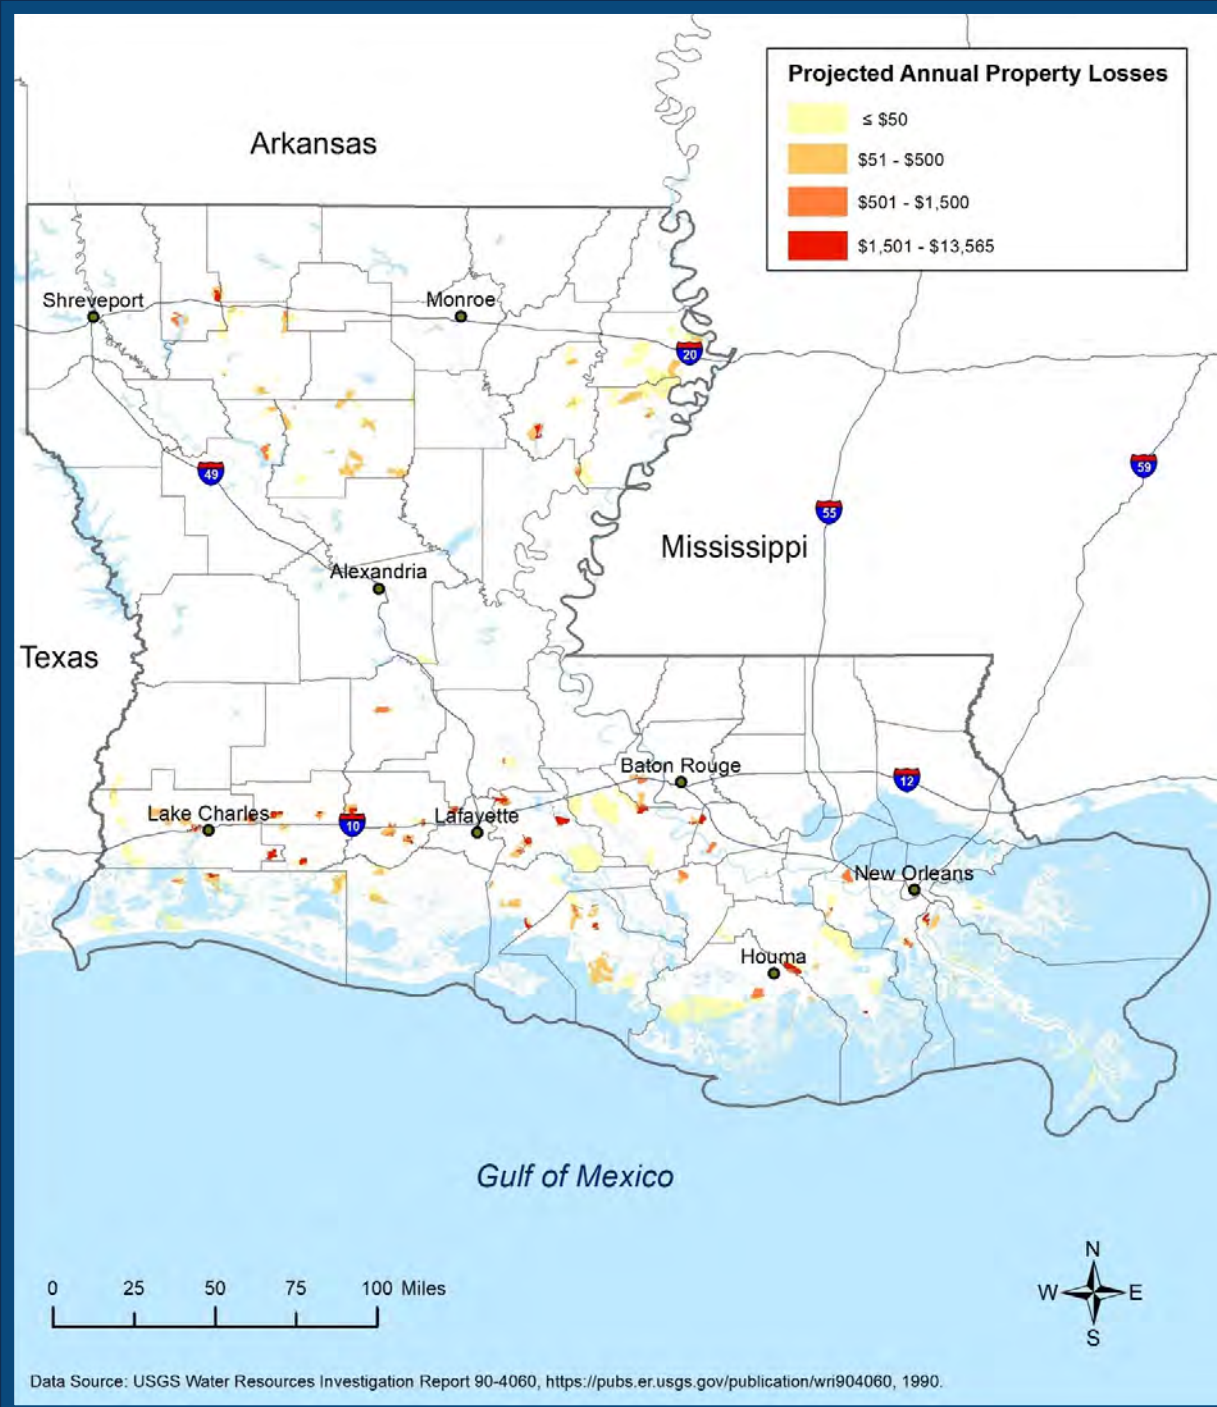 Projected Annual Property Losses
≤ $50
$51 - $500
$501 - $1,500
$1,501 - $13,565
Arkansas
Shreveport
Monroe
20
49
59
55
Mississippi
Alexandria
Texas
Baton Rouge
12
Lake Charles
10
Lafayette
New Orleans
Houma
Gulf of Mexico
N
W E
S
0 25 50 75 100 Miles
Data Source: USGS Water Resources Investigation Report 90-4060, https://pubs.er.usgs.gov/publication/wri904060, 1990.